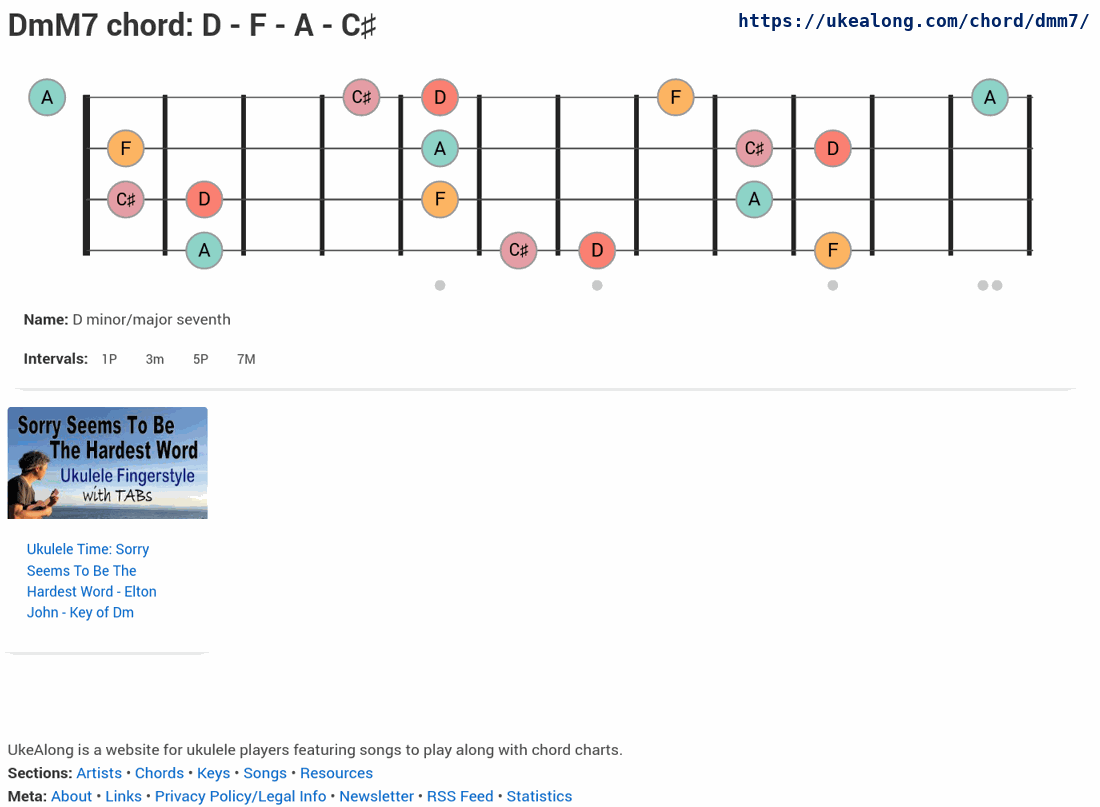 DmM7 chord: D - F - A - C♯
https://ukealong.com/chord/dmm7/
A C♯ D F A
F A C♯ D
C♯ D F A
A C♯ D F
Name: D minor/major seventh
Intervals: 1P 3m 5P 7M
Sorry Seems To Be
The Hardest Word
Ukulele Fingerstyle
with TABs
Ukulele Time: Sorry
Seems To Be The
Hardest Word - Elton
John - Key of Dm
UkeAlong is a website for ukulele players featuring songs to play along with chord charts.
Sections: Artists • Chords • Keys • Songs • Resources
Meta: About • Links • Privacy Policy/Legal Info • Newsletter • RSS Feed • Statistics